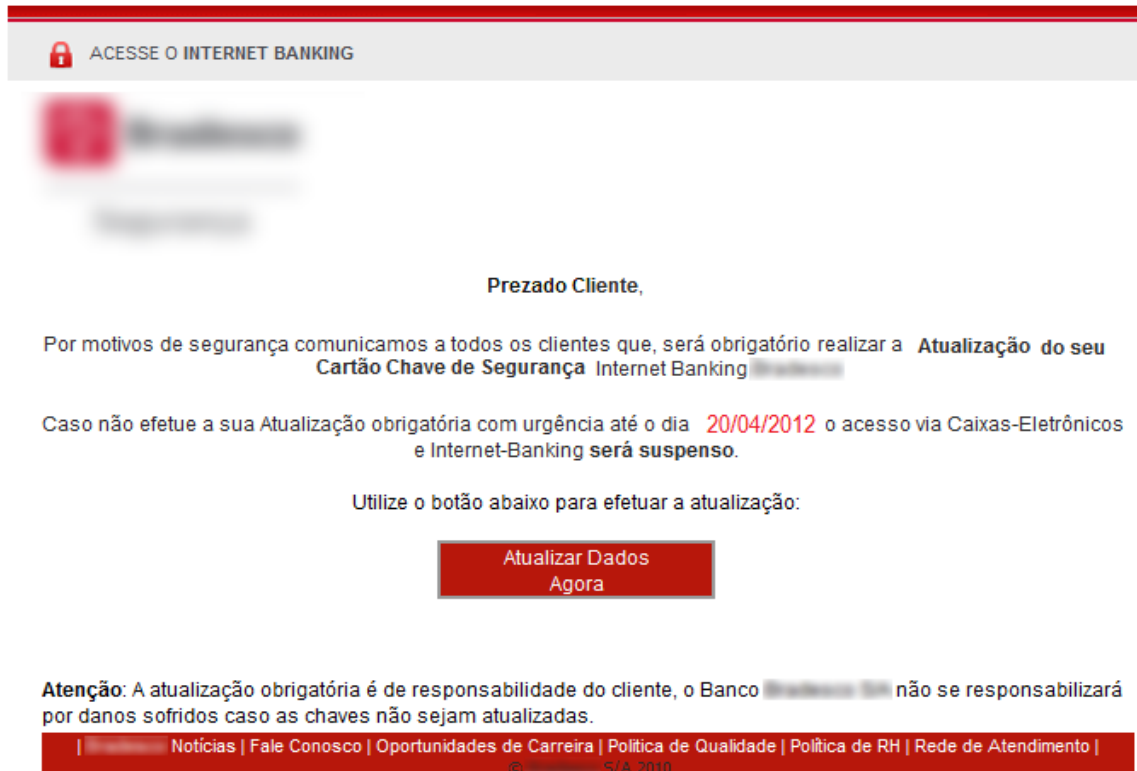 ACESSE O INTERNET BANKING
Prezado Cliente,
Por motivos de segurança comunicamos a todos os clientes que, será obrigatório realizar a Atualização do seu
Cartão Chave de Segurança Internet Banking
Caso não efetue a sua Atualização obrigatória com urgência até o dia 20/04/2012 o acesso via Caixas-Eletrônicos
e Internet-Banking será suspenso.
Utilize o botão abaixo para efetuar a atualização:
Atualizar Dados
Agora
Atenção: A atualização obrigatória é de responsabilidade do cliente, o Banco não se responsabilizará
por danos sofridos caso as chaves não sejam atualizadas.
| Notícias | Fale Conosco | Oportunidades de Carreira | Politica de Qualidade | Política de RH | Rede de Atendimento |
© S/A 2010